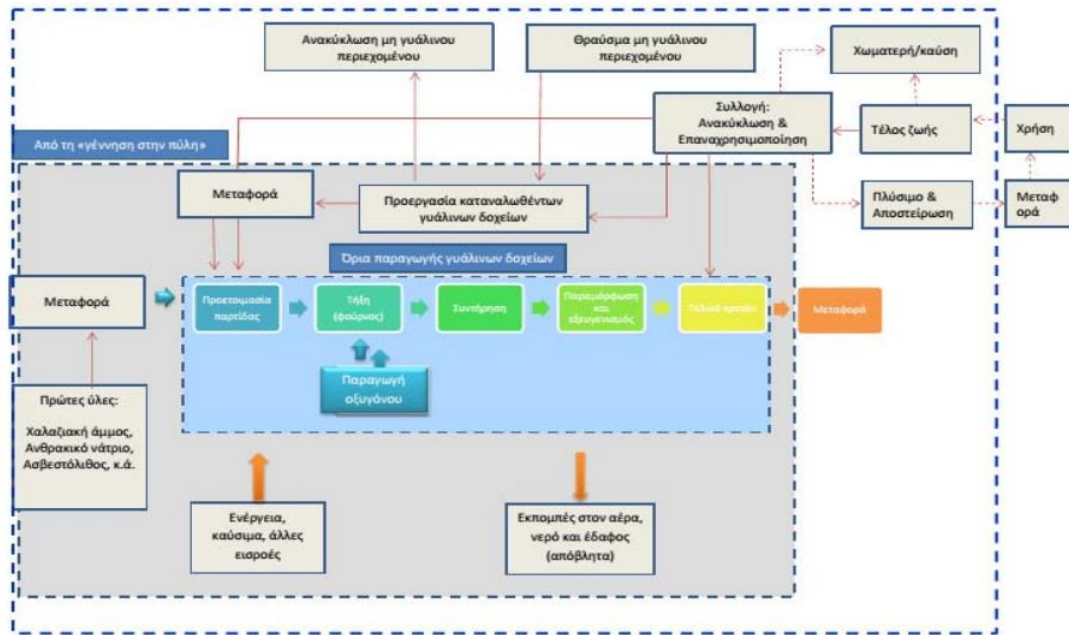 Ανακύκλωση μη γυάλινου
περιεχομένου
Θραύσμα μη γυάλινου
περιεχομένου
Χωματερή/καύση
Συλλογή:
Ανακύκλωση &
Επαναχρησιμοποίηση
Τέλος ζωής
Χρήση
Από τη «γέννηση στην πύλη»
Μεταφορά
Προεργασία καταναλωθέντων
γυάλινων δοχείων
Πλύσιμο &
Αποστείρωση
Μεταφ
ορά
Όρια παραγωγής γυάλινων δοχείων
Μεταφορά
Προετοιμασία
παρτίδας
Τήξη
(φούρνος)
Συντήρηση
Παραμόρφωση
και
εξευγενισμός
Τελικό προϊόν
Μεταφορά
Παραγωγή
οξυγόνου
Πρώτες ύλες:
Χαλαζιακή άμμος,
Ανθρακικό νάτριο,
Ασβεστόλιθος, κ.ά.
Ενέργεια,
καύσιμα, άλλες
εισροές
Εκπομπές στον αέρα,
νερό και έδαφος
(απόβλητα)